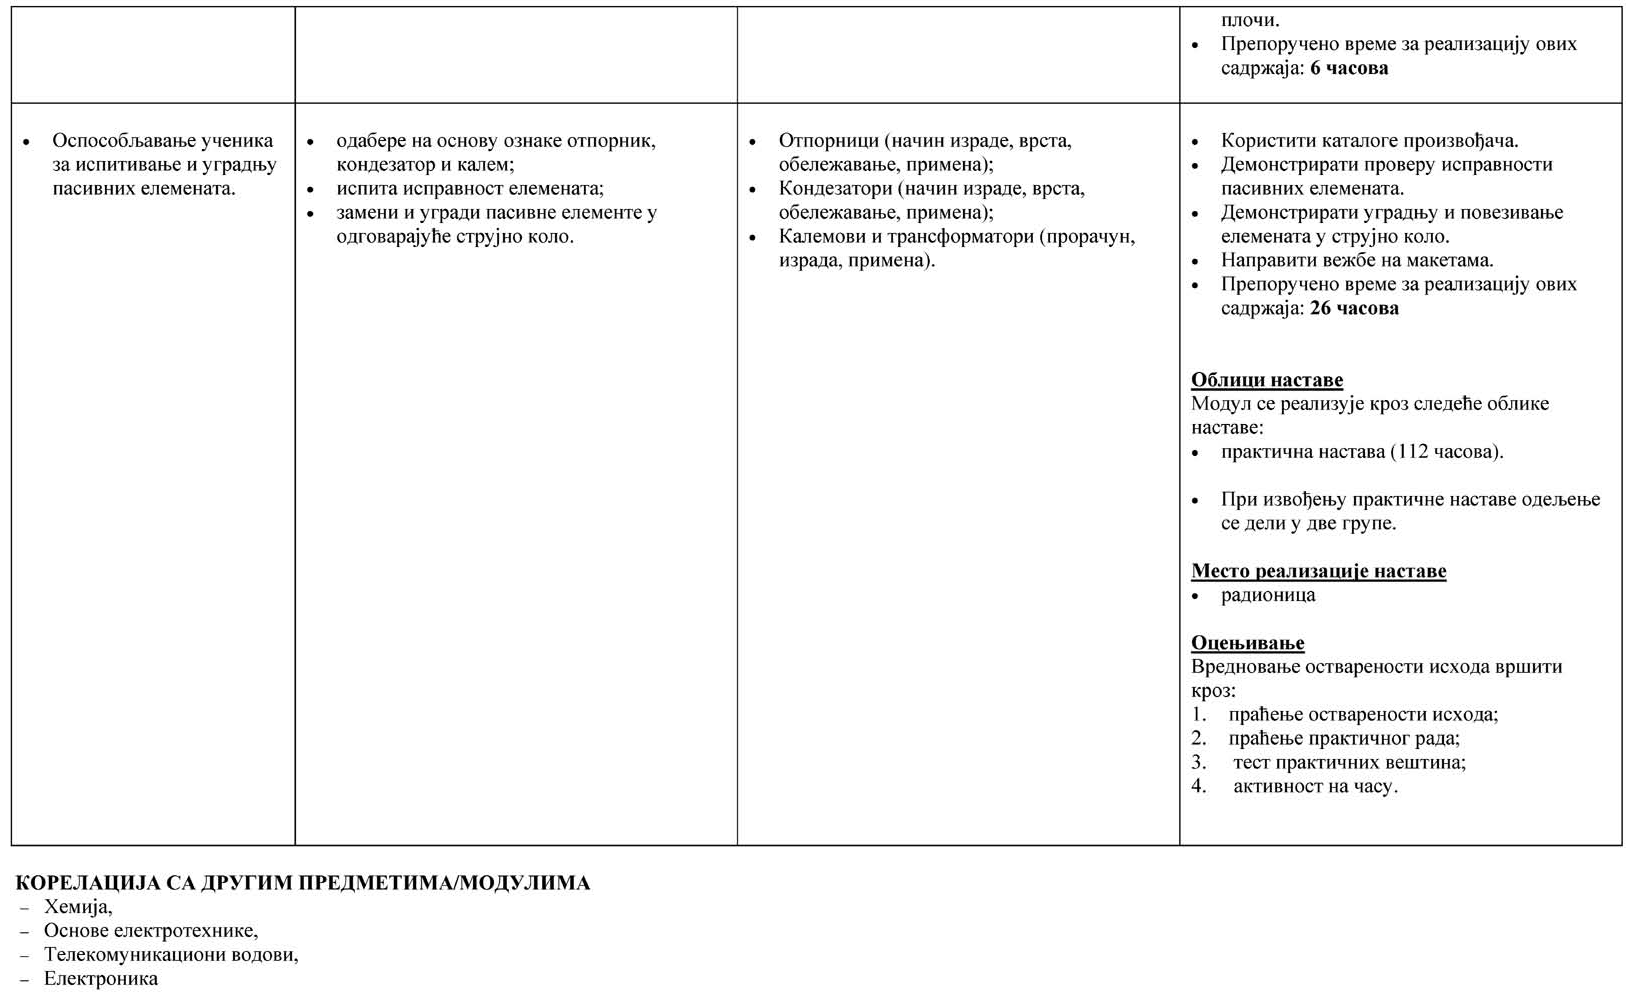 плочи.
• Препоручено време за реализацију ових
садржаја: 6 часова
• Оспособљавање ученика
за испитивање и уградњу
пасивних елемената.
• одабере на основу ознаке отпорник,
кондезатор и калем;
• испита исправност елемената;
• замени и угради пасивне елементе у
одговарајуће струјно коло.
• Отпорници (начин израде, врста,
обележавање, примена);
• Кондезатори (начин израде, врста,
обележавање, примена);
• Калемови и трансформатори (прорачун,
израда, примена).
• Користити каталоге произвођача.
• Демонстрирати проверу исправности
пасивних елемената.
• Демонстрирати уградњу и повезивање
елемената у струјно коло.
• Направити вежбе на макетама.
• Препоручено време за реализацију ових
садржаја: 26 часова
Облици наставе
Модул се реализује кроз следеће облике
наставе:
• практична настава (112 часова).
• При извођењу практичне наставе одељење
се дели у две групе.
Место реализације наставе
• радионица
Оцењивање
Вредновање остварености исхода вршити
кроз:
1. праћење остварености исхода;
2. праћење практичног рада;
3. тест практичних вештина;
4. активност на часу.
КОРЕЛАЦИЈА СА ДРУГИМ ПРЕДМЕТИМА/МОДУЛИМА
– Хемија,
– Основе електротехнике,
– Телекомуникациони водови,
– Електроника